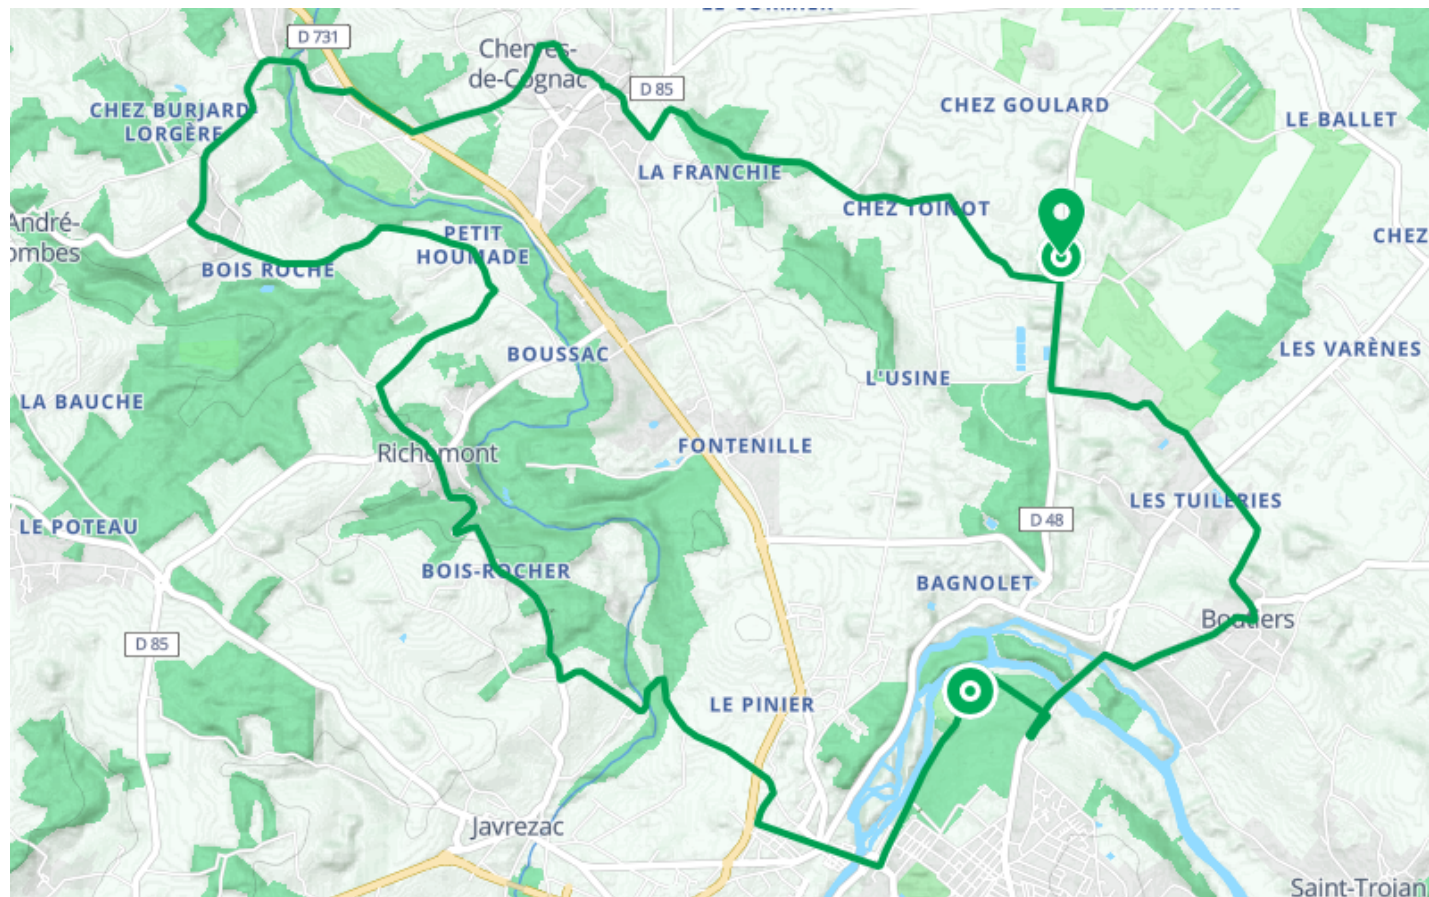 D 731
Cherves-
de-Cognac
D 85
CHEZ BURJARD-
LORGÈRE
CHEZ GOULARD
LE BALLET
LA FRANCHIE
CHEZ TOINOT
André-
ombes
PETIT
HOUMADE
CHEZ
BOIS ROCHE
BOUSSAC
LES VARÈNES
L'USINE
LA BAUCHE
Richemont
FONTENILLE
LES TUILERIES
LE POTEAU
D 48
BOIS-ROCHER
BAGNOLET
Boutiers
D 85
LE PINIER
Javrezac
Saint-Trojan